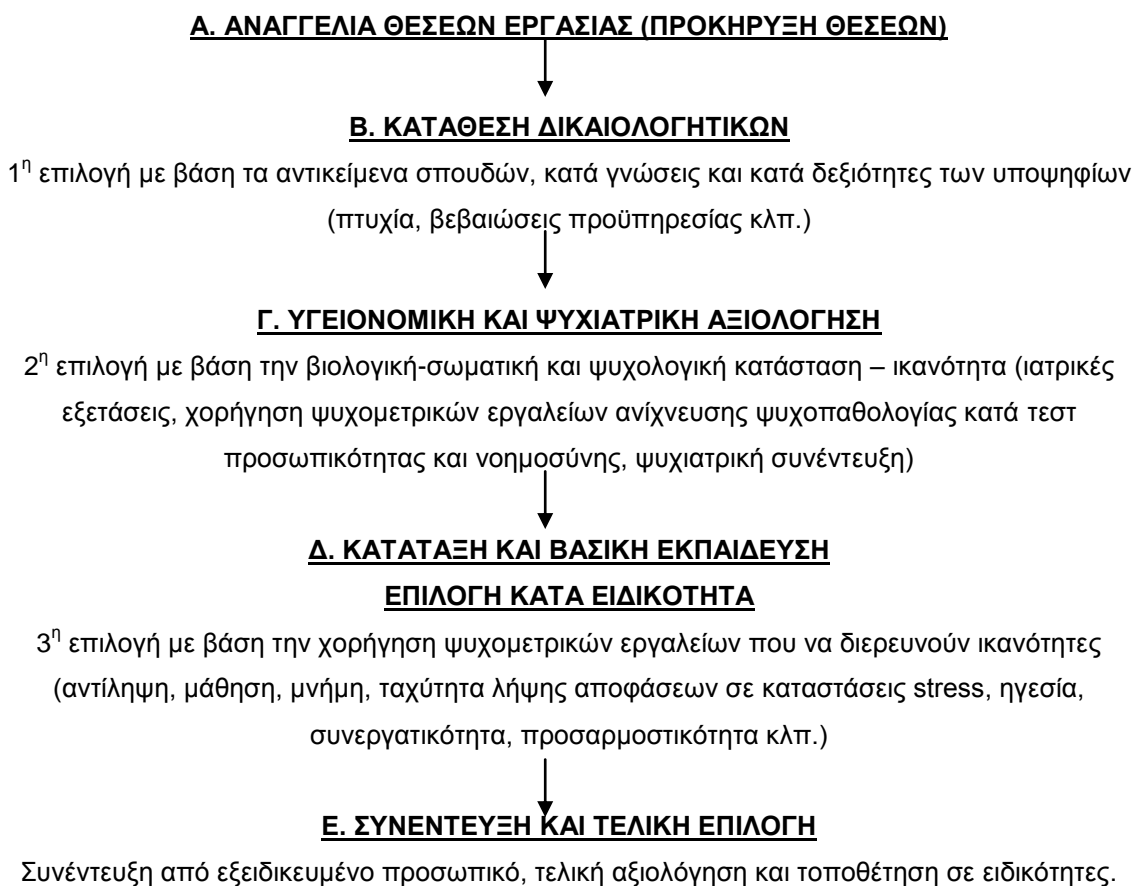 Α. ΑΝΑΓΓΕΛΙΑ ΘΕΣΕΩΝ ΕΡΓΑΣΙΑΣ (ΠΡΟΚΗΡΥΞΗ ΘΕΣΕΩΝ)
Β. ΚΑΤΑΘΕΣΗ ΔΙΚΑΙΟΛΟΓΗΤΙΚΩΝ
1η επιλογή με βάση τα αντικείμενα σπουδών, κατά γνώσεις και κατά δεξιότητες των υποψηφίων
(πτυχία, βεβαιώσεις προϋπηρεσίας κλπ.)
Γ. ΥΓΕΙΟΝΟΜΙΚΗ ΚΑΙ ΨΥΧΙΑΤΡΙΚΗ ΑΞΙΟΛΟΓΗΣΗ
2η επιλογή με βάση την βιολογική-σωματική και ψυχολογική κατάσταση – ικανότητα (ιατρικές
εξετάσεις, χορήγηση ψυχομετρικών εργαλείων ανίχνευσης ψυχοπαθολογίας κατά τεστ
προσωπικότητας και νοημοσύνης, ψυχιατρική συνέντευξη)
Δ. ΚΑΤΑΤΑΞΗ ΚΑΙ ΒΑΣΙΚΗ ΕΚΠΑΙΔΕΥΣΗ
ΕΠΙΛΟΓΗ ΚΑΤΑ ΕΙΔΙΚΟΤΗΤΑ
3η επιλογή με βάση την χορήγηση ψυχομετρικών εργαλείων που να διερευνούν ικανότητες
(αντίληψη, μάθηση, μνήμη, ταχύτητα λήψης αποφάσεων σε καταστάσεις stress, ηγεσία,
συνεργατικότητα, προσαρμοστικότητα κλπ.)
Ε. ΣΥΝΕΝΤΕΥΞΗ ΚΑΙ ΤΕΛΙΚΗ ΕΠΙΛΟΓΗ
Συνέντευξη από εξειδικευμένο προσωπικό, τελική αξιολόγηση και τοποθέτηση σε ειδικότητες.